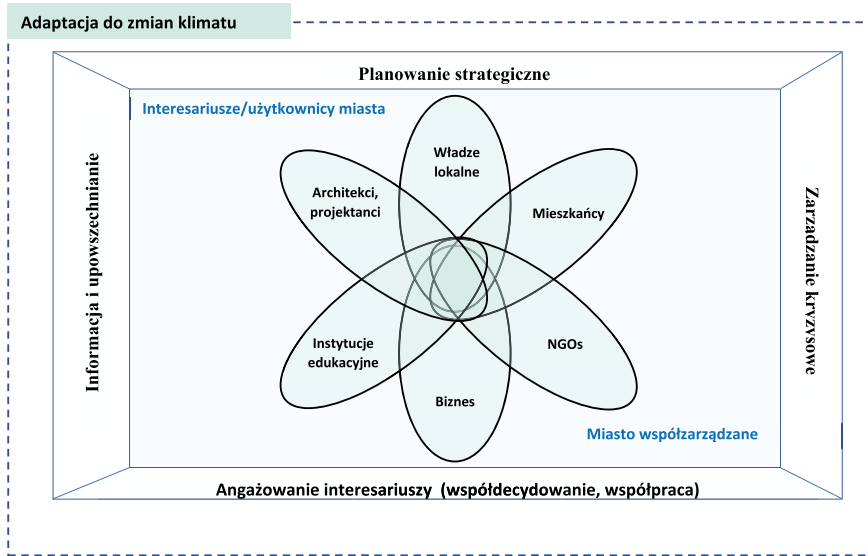 Adaptacja do zmian klimatu
Planowanie strategiczne
Interesariusze/użytkownicy miasta
Władze
lokalne
Architekci,
projektanci
Mieszkańcy
Informacja i upowszechnianie
Zarzadzanie kryzysowe
Instytucje
edukacyjne
NGOs
Biznes
Miasto współzarządzane
Angażowanie interesariuszy (współdecydowanie, współpraca)